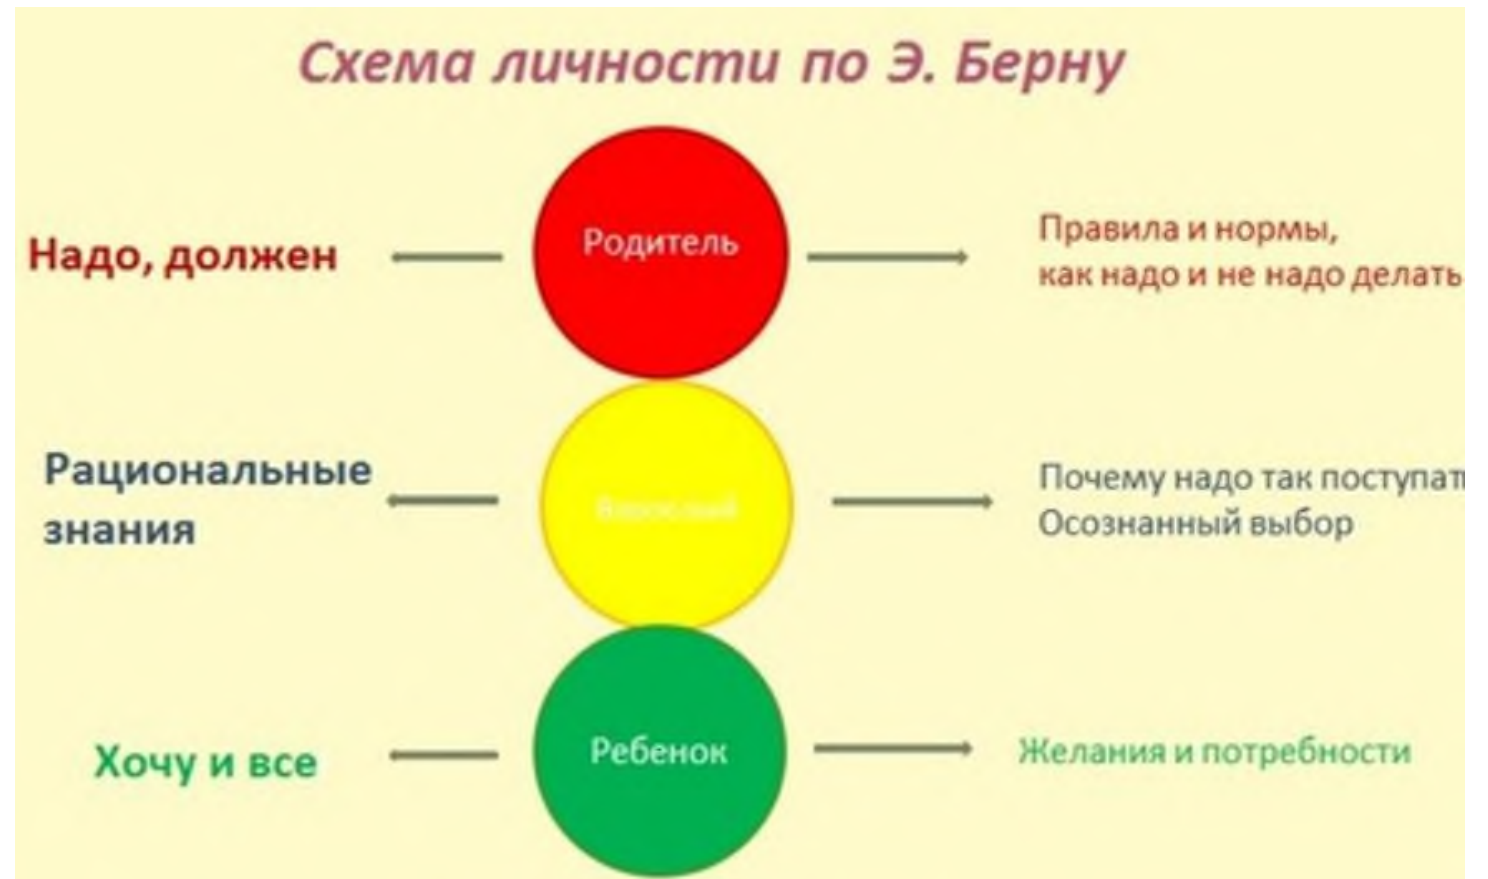 Схема личности по Э. Берну
Надо, должен
Родитель
Правила и нормы,
как надо и не надо делать
Рациональные
знания
Взрослый
Почему надо так поступат
Осознанный выбор
Хочу и все
Ребенок
Желания и потребности